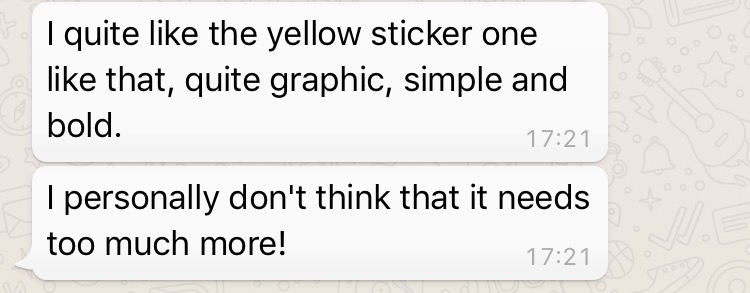 I quite like the yellow sticker one
like that, quite graphic, simple and
bold.
17:21
I personally don't think that it needs
too much more!
17:21